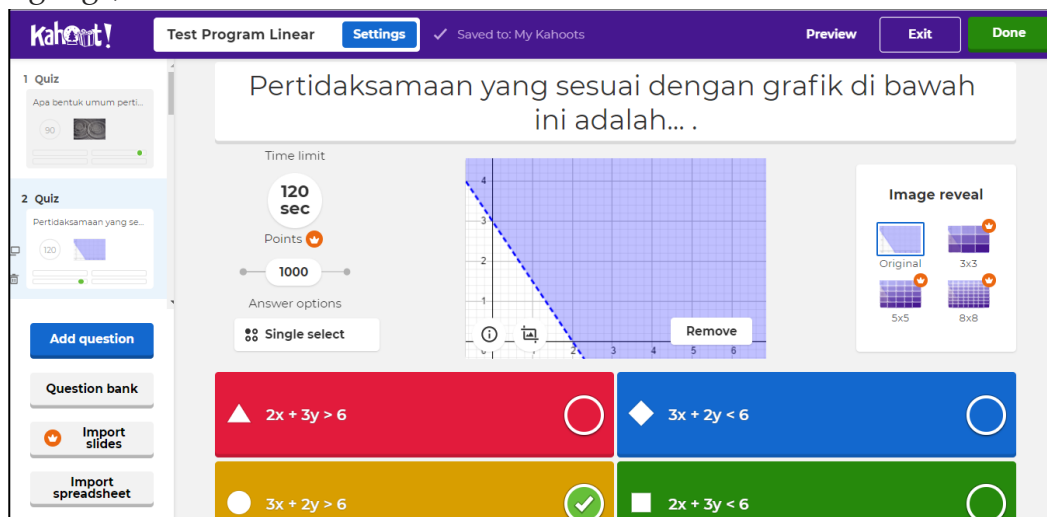 Kahoot!
Test Program Linear
Settings
Saved to: My Kahoots
Preview
Exit
Done
1 Quiz
Apa bentuk umum perti...
90
2 Quiz
Pertidaksamaan yang se...
120
Add question
Question bank
Import slides
Import spreadsheet
Pertidaksamaan yang sesuai dengan grafik di bawah
ini adalah... .
Time limit
120
sec
Points
1000
Answer options
Single select
4
3
2
1
2
3
4
5
6
Remove
Image reveal
Original
3x3
5x5
8x8
2x + 3y > 6
3x + 2y < 6
3x + 2y > 6
2x + 3y < 6